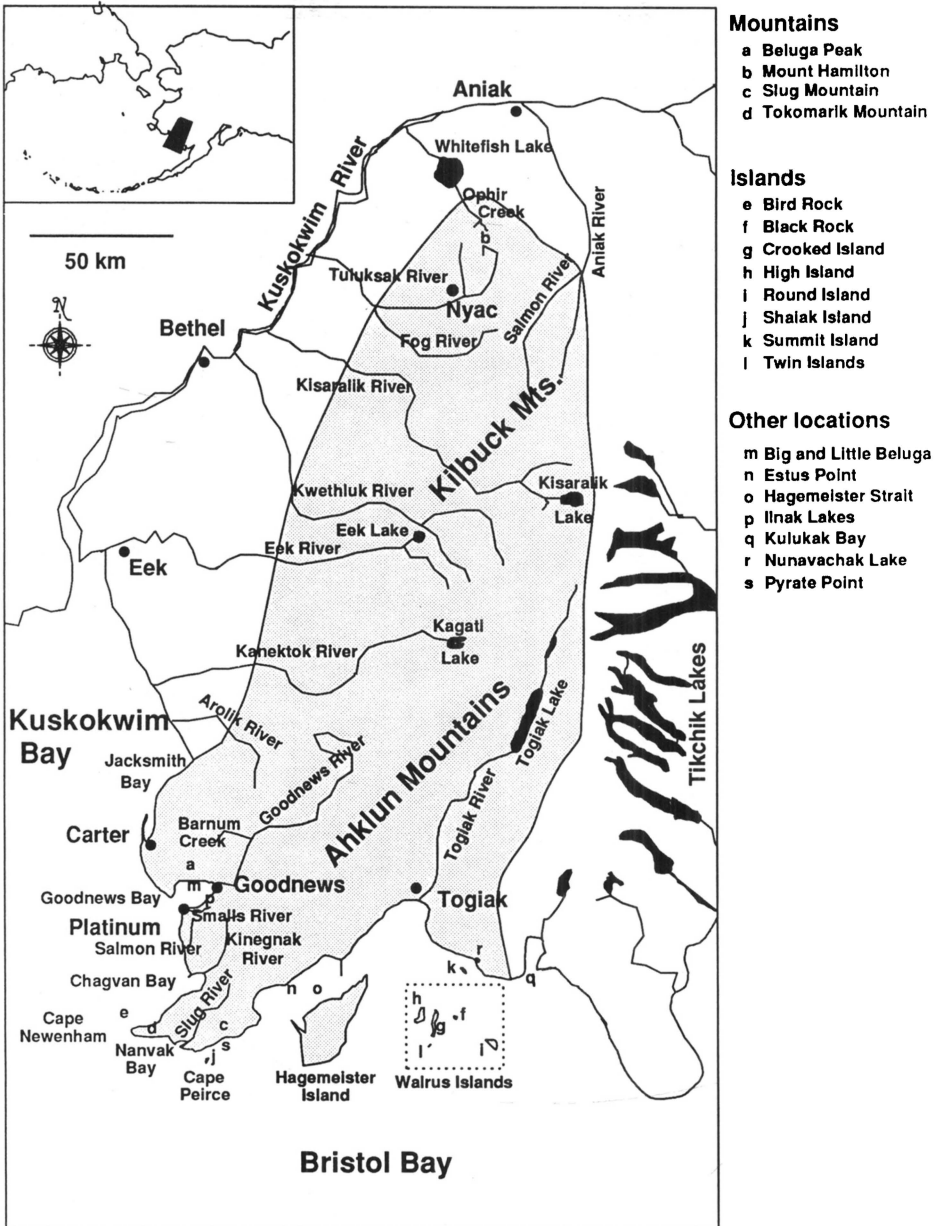 Mountains
a Beluga Peak
b Mount Hamilton
c Slug Mountain
d Tokomarik Mountain
Islands
e Bird Rock
f Black Rock
g Crooked Island
h High Island
i Round Island
j Shaiak Island
k Summit Island
l Twin Islands
Other locations
m Big and Little Beluga
n Estus Point
o Hagemeister Strait
p Ilnak Lakes
q Kulukak Bay
r Nunavachak Lake
s Pyrate Point
50 km
N
Aniak
Whitefish Lake
Ophir
Creek
b
Kuskokwim River
Aniak River
Tuluksak River
Nyac
Salmon River
Bethel
Fog River
Kisaralik River
Kilbuck Mts.
Kisaralik
Lake
Kwethluk River
Eek Lake
Eek River
Eek
Kagati
Lake
Kanektok River
Tikchik Lakes
Togiak Lake
Arolik River
Kuskokwim
Bay
Ahklun Mountains
Jacksmith
Bay
Goodnews River
Togiak River
Barnum
Creek
Carter
a
m
Goodnews
Goodnews Bay
p
Togiak
Smalls River
Platinum
Salmon River
Kinegnak
River
r
k
q
Chagvan Bay
Slug River
n
o
h
f
g
e
d
c
Cape
Newenham
s
j
l
i
Nanvak
Bay
Cape
Peirce
Hagemeister
Island
Walrus Islands
Bristol Bay